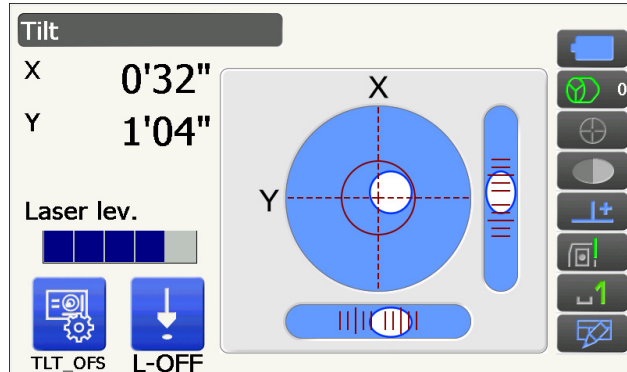 Tilt
X 0'32"
Y 1'04"
X
Y
0
Laser lev.
1
TLT_OFS L-OFF